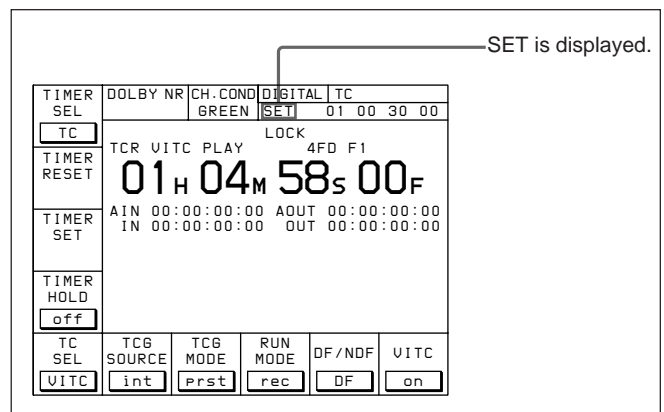 SET is displayed.
TIMER SEL
TC
DOLBY NR
CH.COND
GREEN
DIGITAL
SET
TC
01 00 30 00
LOCK
TCR VITC PLAY 4FD F1
01H 04M 58S 00F
AIN 00:00:00:00 AOUT 00:00:00:00
IN 00:00:00:00 OUT 00:00:00:00
TIMER RESET
TIMER SET
TIMER HOLD
off
TC SEL
VITC
TCG SOURCE
int
TCG MODE
prst
RUN MODE
rec
DF/NDF
DF
VITC
on